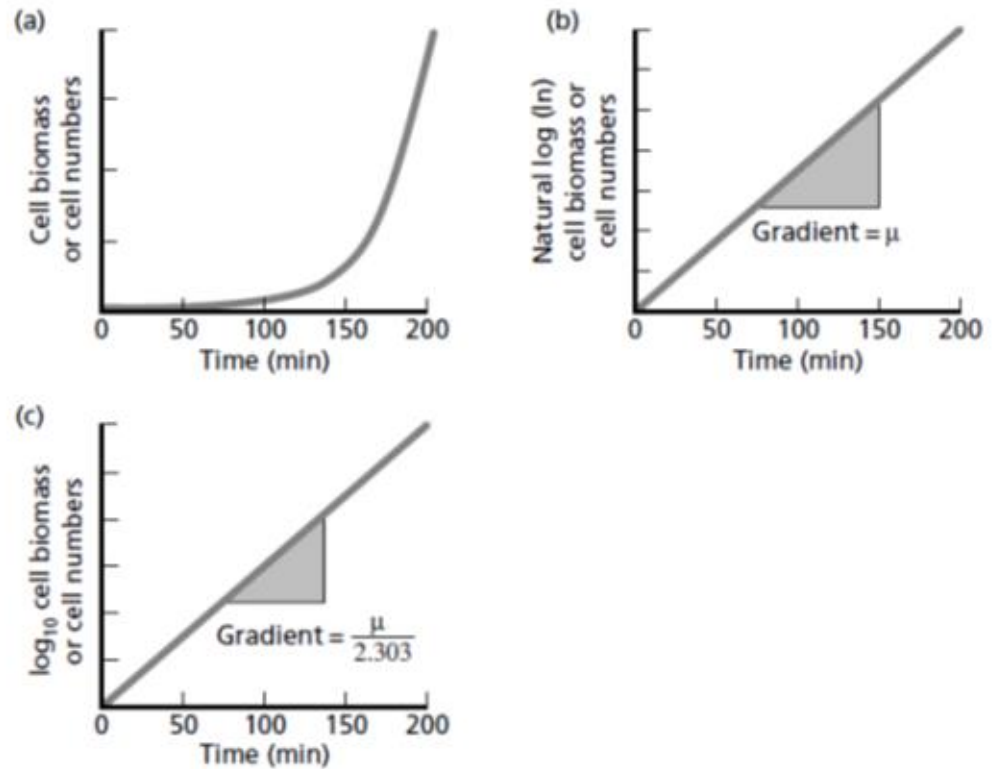 (a)
Cell biomass
or cell numbers
0 50 100 150 200
Time (min)
(b)
Natural log (ln)
cell biomass or
cell numbers
Gradient = μ
0 50 100 150 200
Time (min)
(c)
log₁₀ cell biomass
or cell numbers
Gradient = μ/2.303
0 50 100 150 200
Time (min)